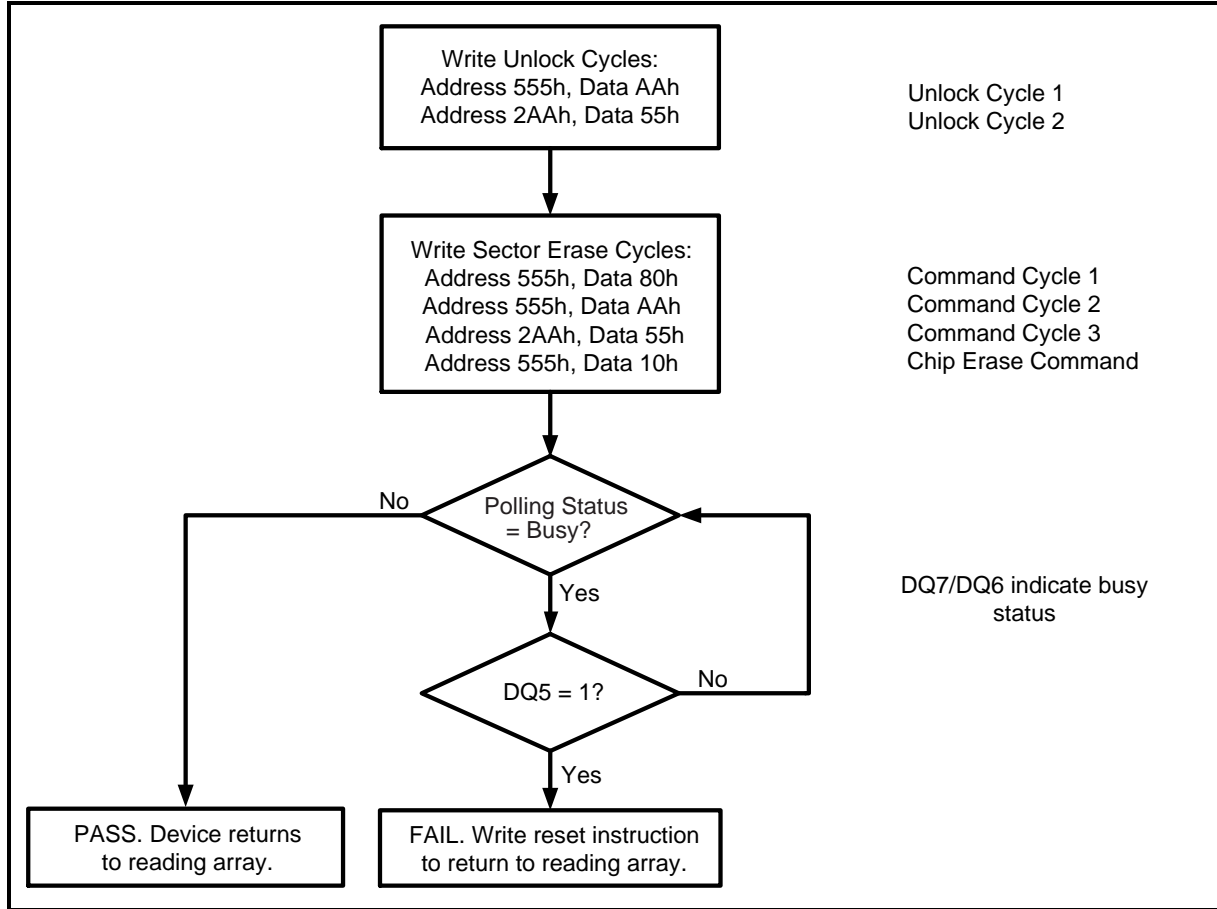 Write Unlock Cycles:
Address 555h, Data AAh
Address 2AAh, Data 55h
Unlock Cycle 1
Unlock Cycle 2
Write Sector Erase Cycles:
Address 555h, Data 80h
Address 555h, Data AAh
Address 2AAh, Data 55h
Address 555h, Data 10h
Command Cycle 1
Command Cycle 2
Command Cycle 3
Chip Erase Command
No
Polling Status
= Busy?
Yes
DQ7/DQ6 indicate busy
status
DQ5 = 1?
No
Yes
PASS. Device returns
to reading array.
FAIL. Write reset instruction
to return to reading array.